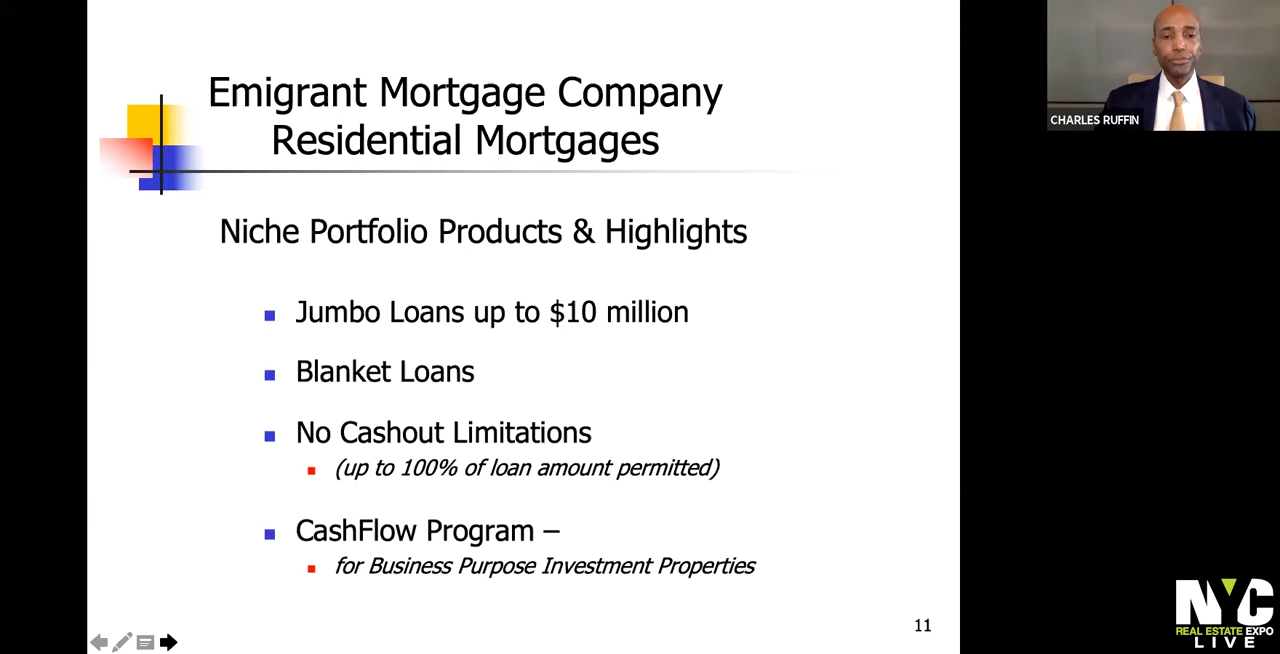 Emigrant Mortgage Company
Residential Mortgages
Niche Portfolio Products & Highlights
Jumbo Loans up to $10 million
Blanket Loans
No Cashout Limitations
(up to 100% of loan amount permitted)
CashFlow Program –
for Business Purpose Investment Properties
11
CHARLES RUFFIN
NYC
REAL ESTATE EXPO
LIVE